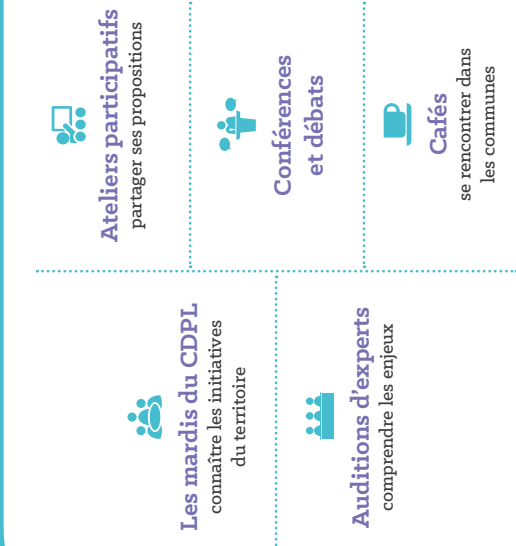 Les mardis du CDPL
connaître les initiatives
du territoire
Ateliers participatifs
partager ses propositions
Auditions d'experts
comprendre les enjeux
Conférences
et débats
Cafés
se rencontrer dans
les communes